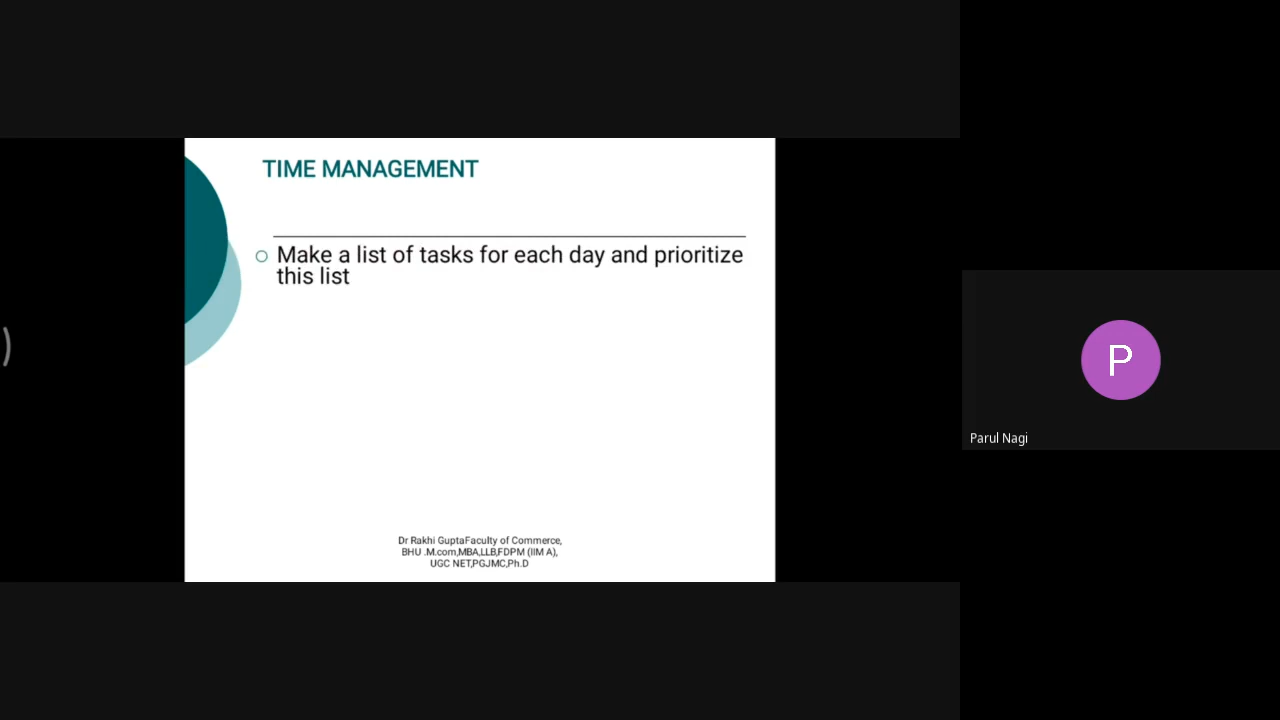 TIME MANAGEMENT
Make a list of tasks for each day and prioritize
this list
Dr Rakhi GuptaFaculty of Commerce,
BHU .M.com,MBA,LLB,FDPM (IIM A),
UGC NET,PGJMC,Ph.D
P
Parul Nagi